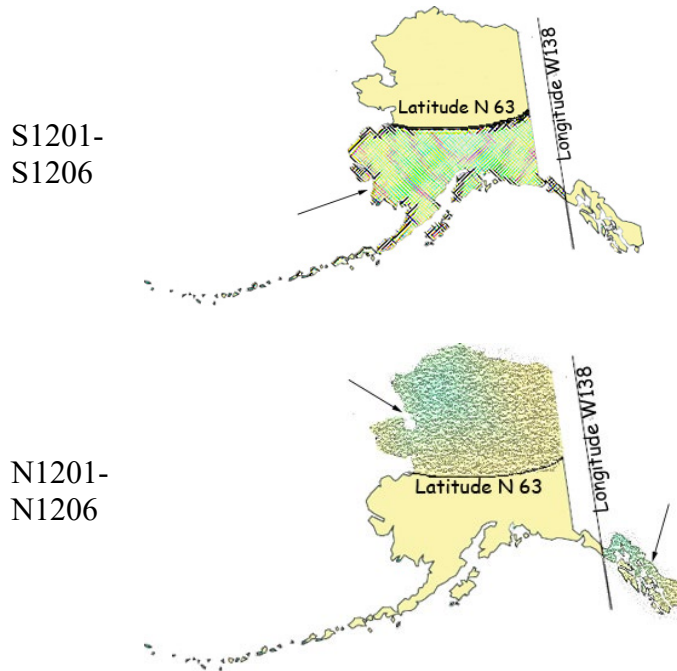 Latitude N 63
Longitude W138
S1201-
S1206
Latitude N 63
Longitude W138
N1201-
N1206